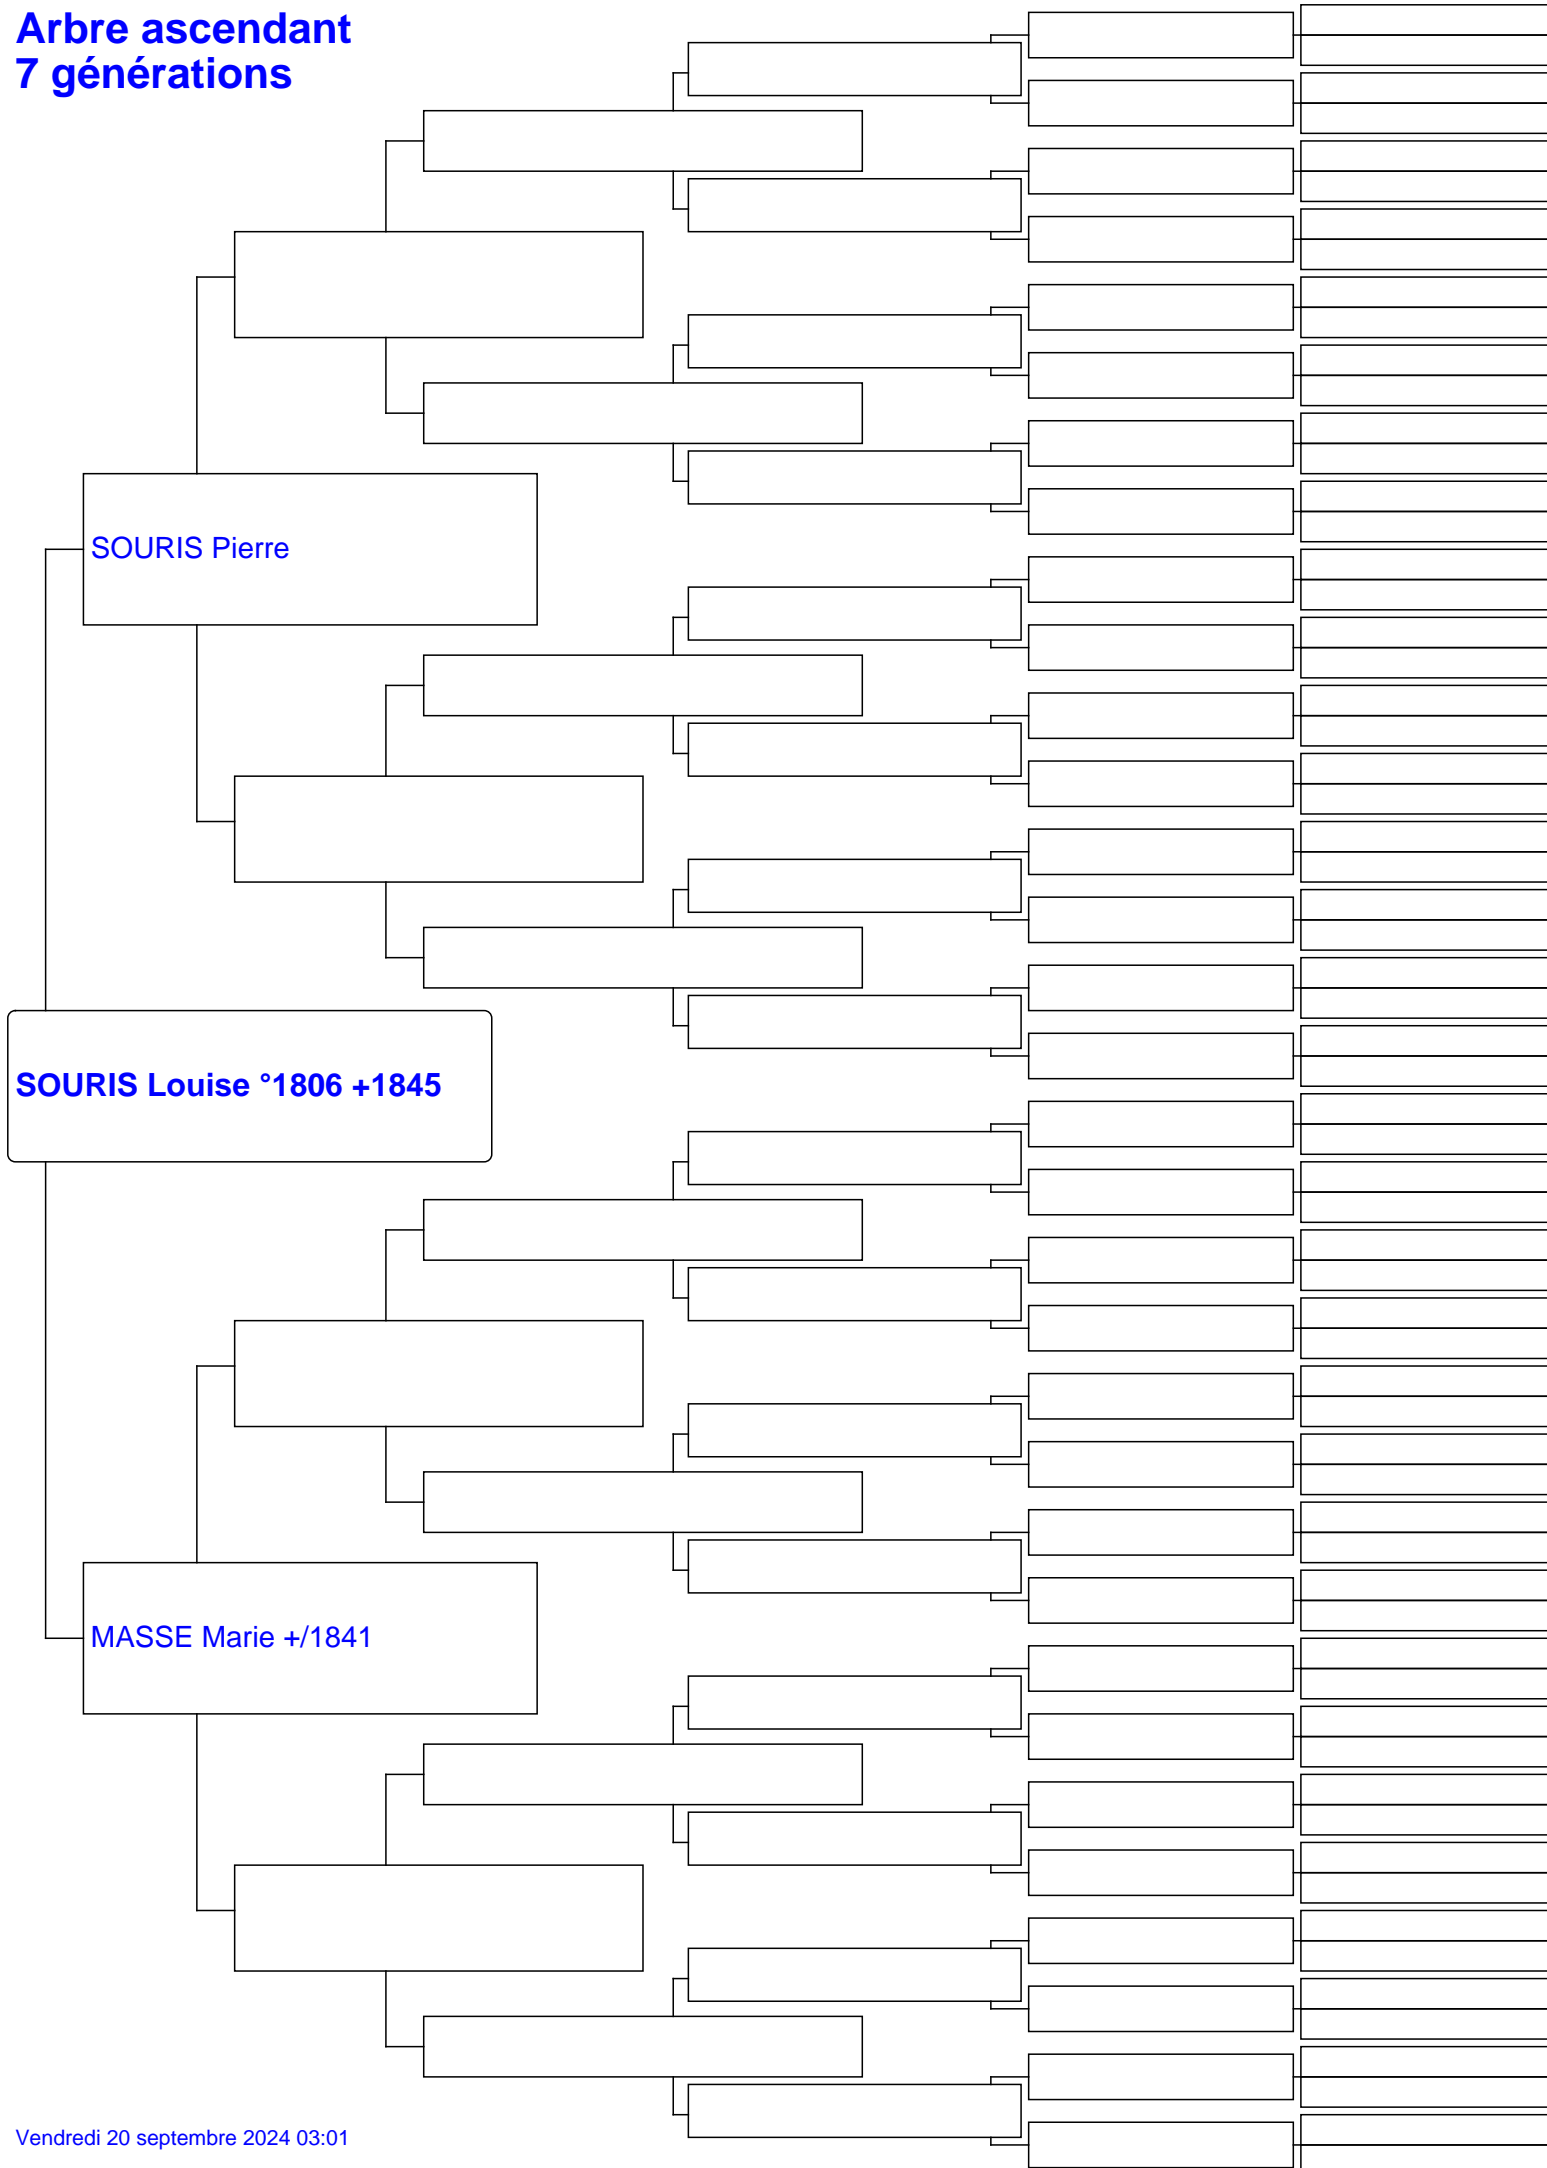 Arbre ascendant
7 générations
SOURIS Pierre
SOURIS Louise °1806 +1845
MASSE Marie +/1841
Vendredi 20 septembre 2024 03:01